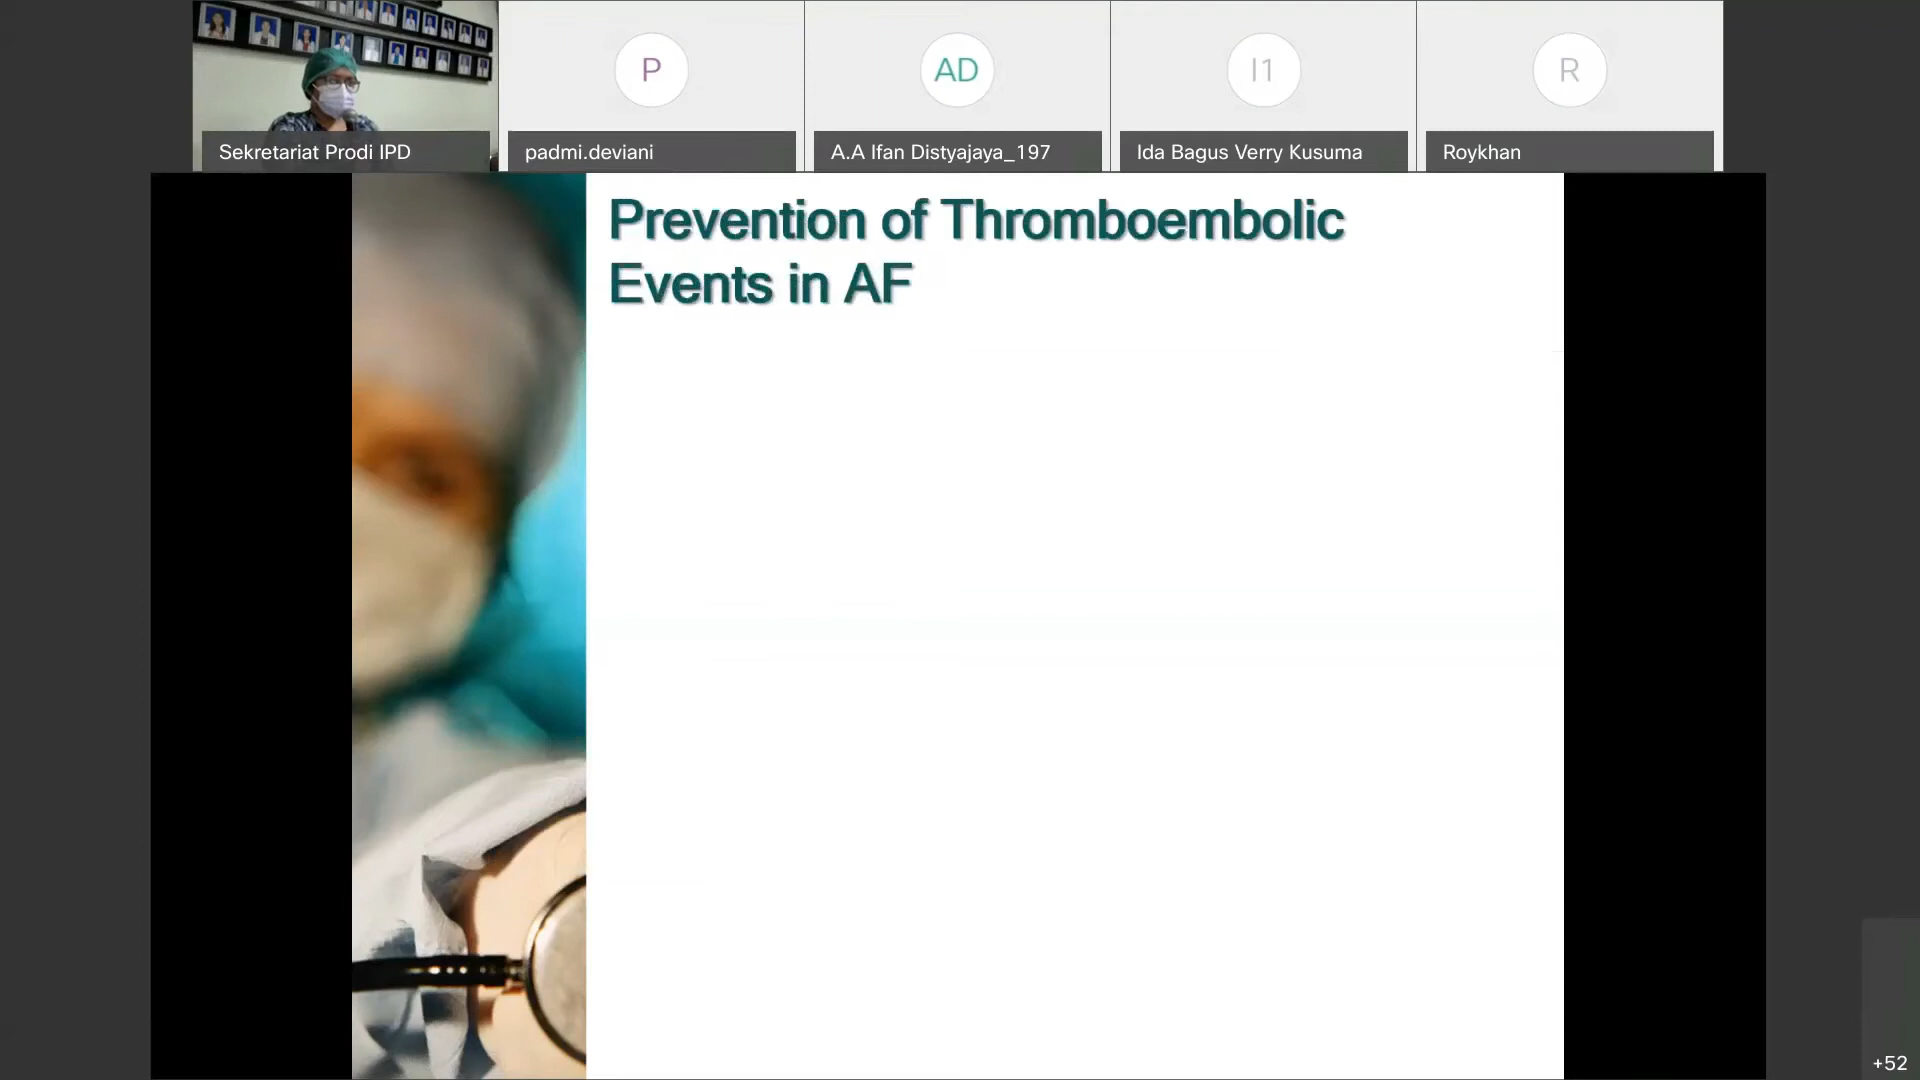 P
AD
I1
R
Sekretariat Prodi IPD
padmi.deviani
A.A Ifan Distyajaya_197
Ida Bagus Verry Kusuma
Roykhan
Prevention of Thromboembolic
Events in AF
+52